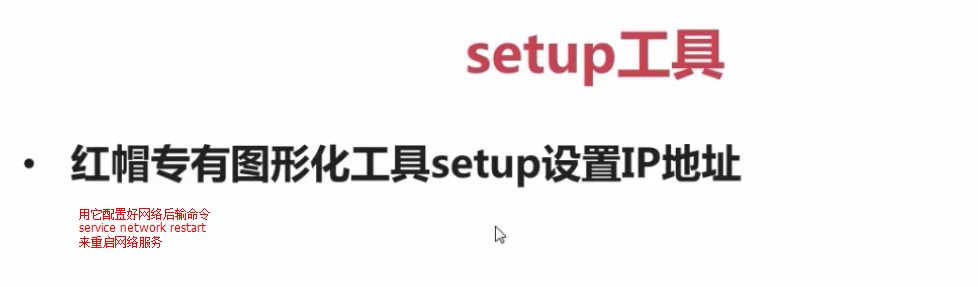 setup工具
• 红帽专有图形化工具setup设置IP地址
用它配置好网络后输命令
service network restart
来重启网络服务